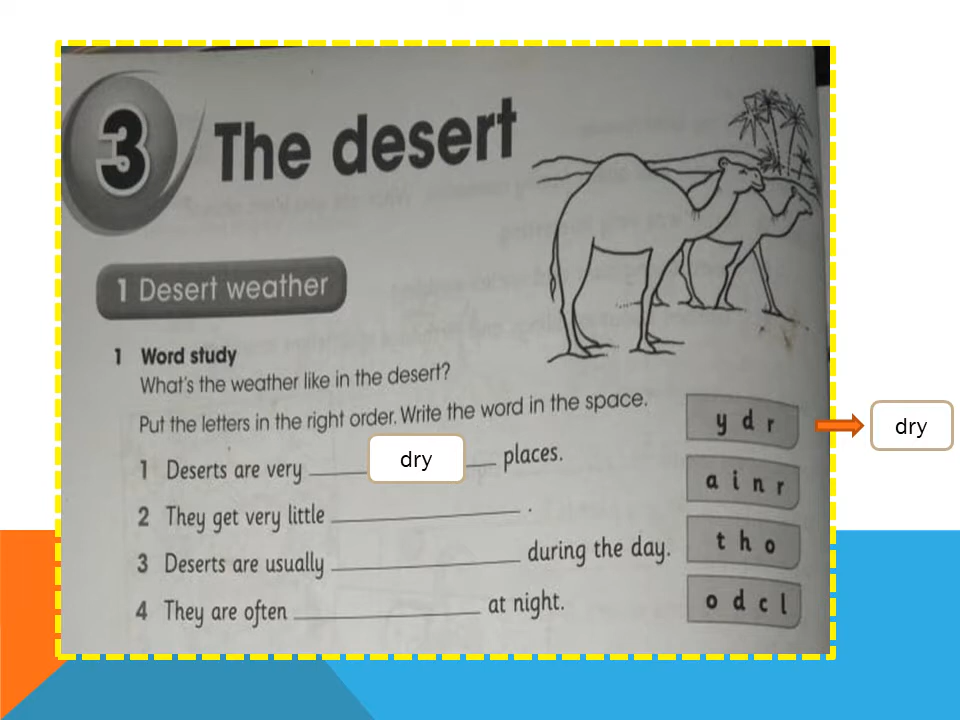 3 The desert
1 Desert weather
1 Word study
What's the weather like in the desert?
Put the letters in the right order. Write the word in the space.
1 Deserts are very dry places.
2 They get very little .
3 Deserts are usually during the day.
4 They are often at night.
y d r
dry
a i n r
t h o
o d c l